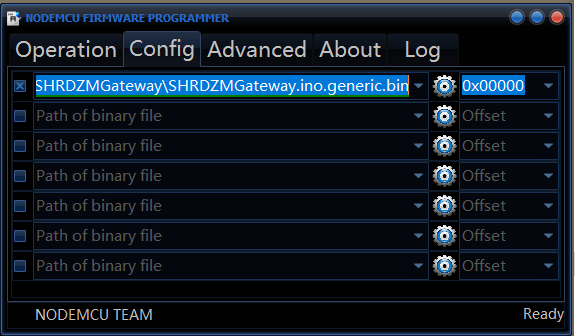 NODEMCU FIRMWARE PROGRAMMER
Operation Config Advanced About Log
SHRDZMGateway\SHRDZMGateway.ino.generic.bin 0x00000
Path of binary file Offset
Path of binary file Offset
Path of binary file Offset
Path of binary file Offset
Path of binary file Offset
Path of binary file Offset
NODEMCU TEAM Ready